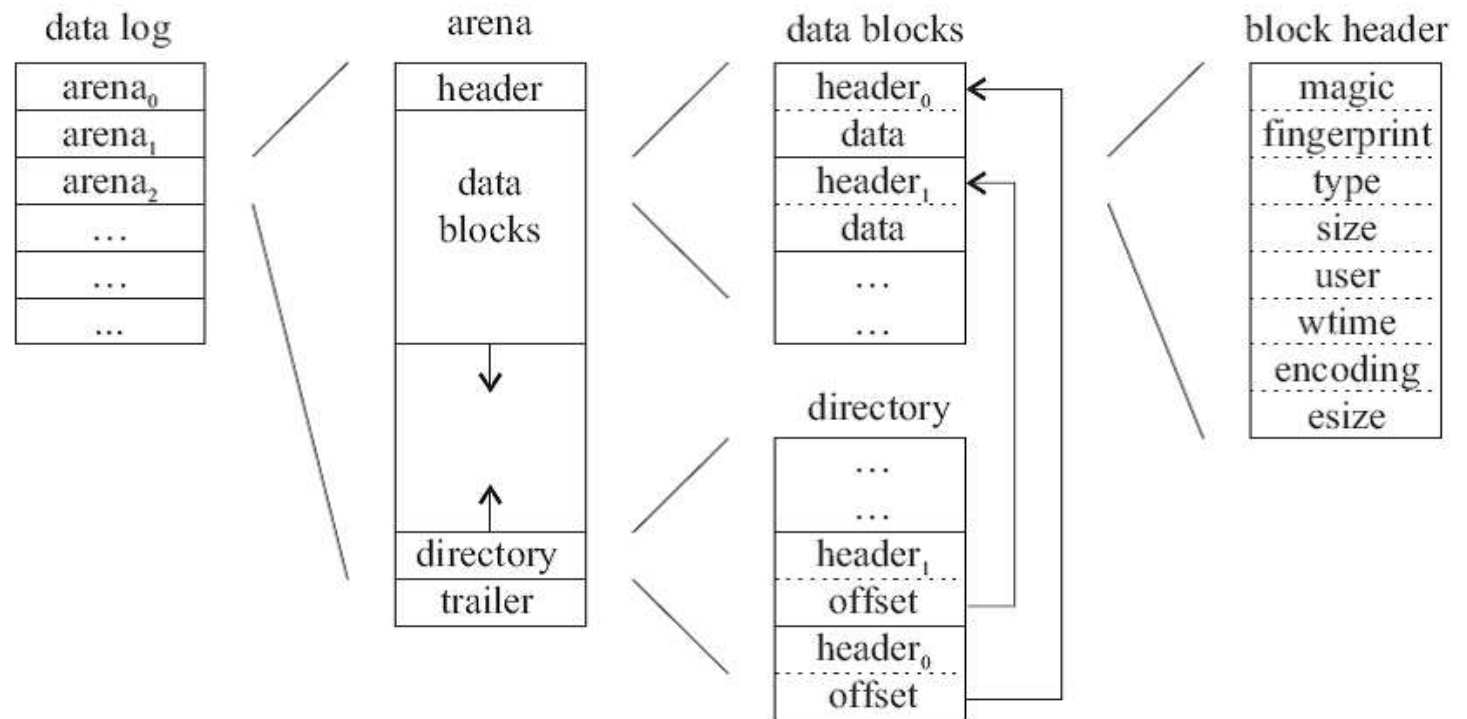 data log
arena₀
arena₁
arena₂
…
…
...
arena
header
data
blocks
directory
trailer
data blocks
header₀
data
header₁
data
…
…
directory
…
…
header₁
offset
header₀
offset
block header
magic
fingerprint
type
size
user
wtime
encoding
esize